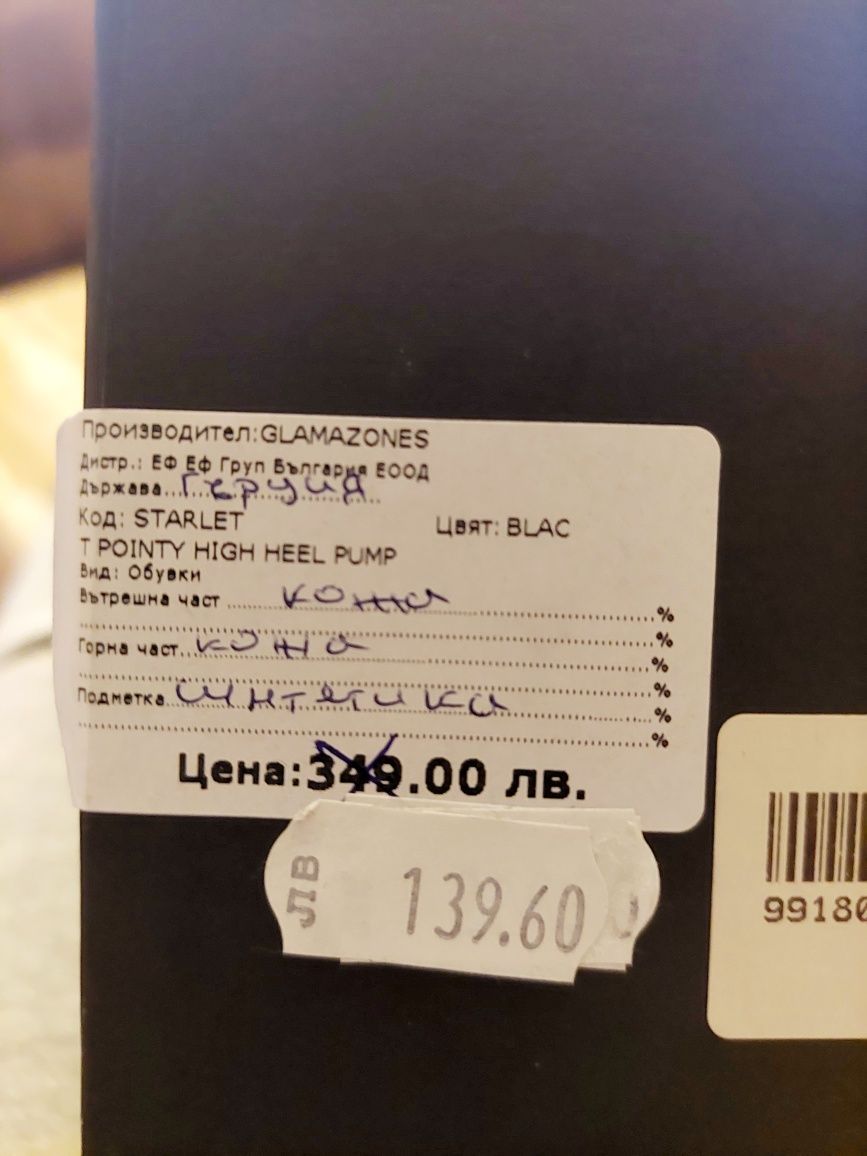 Производител:GLAMAZONES
Дистр.: ЕФ Еф Груп България ЕООД
Държава.....Гърция.....
Код: STARLET Цвят: BLAC
T POINTY HIGH HEEL PUMP
Вид: Обувки
Вътрешна част ..... кожа .....%
.....%
Горна част..... кожа .....%
.....%
Подметка..... синтетика .....%
.....%
Цена:349.00 лв.
ЛВ 139.60
99180